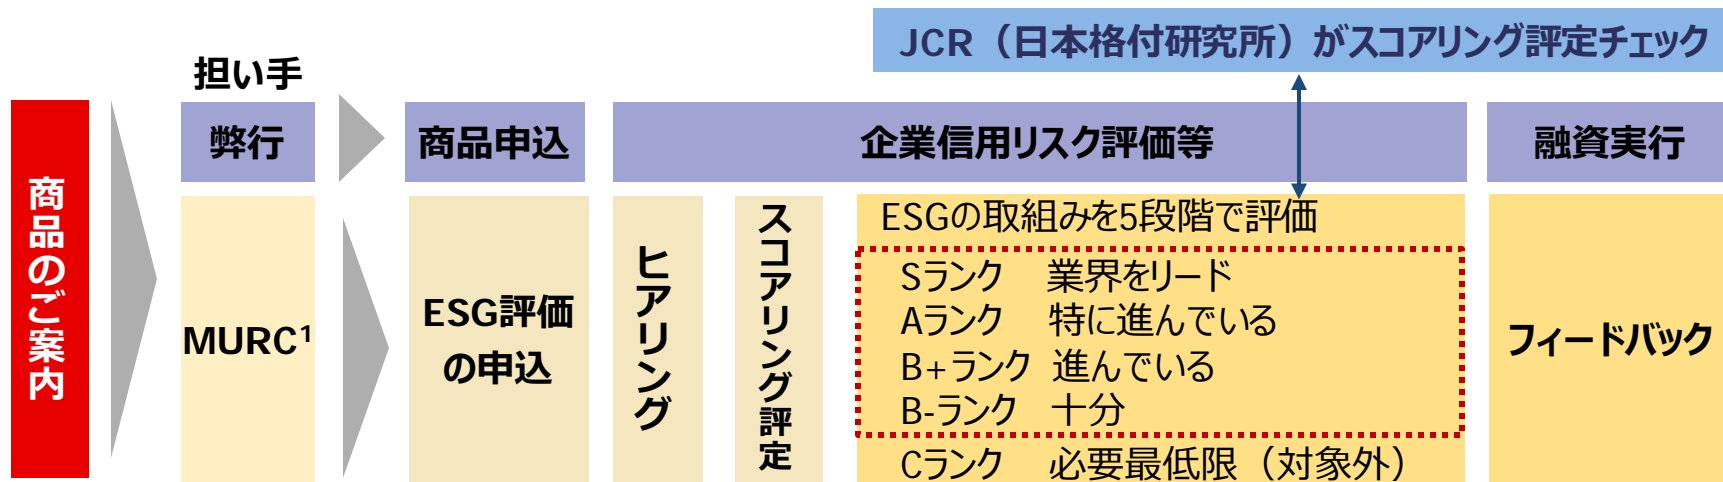 JCR（日本格付研究所）がスコアリング評定チェック
担い手
商品のご案内
弊行
商品申込
企業信用リスク評価等
融資実行
MURC¹
ESG評価
の申込
ヒアリング
スコアリング評定
ESGの取組みを5段階で評価
Sランク　業界をリード
Aランク　特に進んでいる
B+ランク　進んでいる
B-ランク　十分
Cランク　必要最低限（対象外）
フィードバック